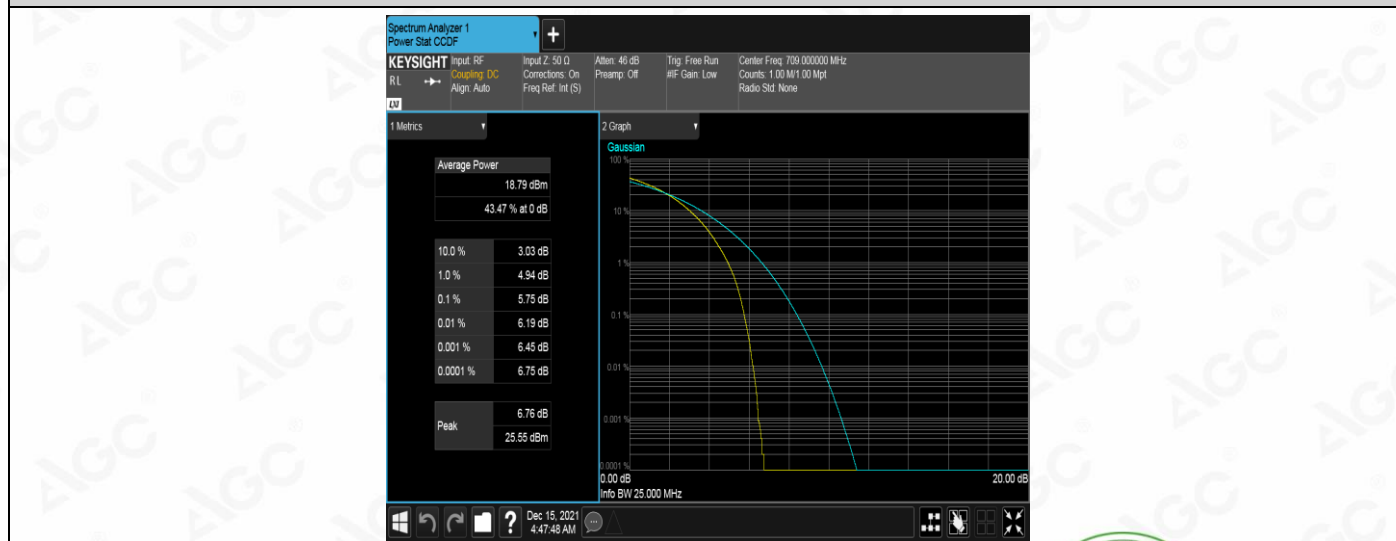 Spectrum Analyzer 1
Power Stat CCDF
+
KEYSIGHT Input: RF Input Z: 50 Ω Atten: 46 dB Trig: Free Run Center Freq: 709.000000 MHz
RL Coupling: DC Corrections: On Preamp: Off #IF Gain: Low Counts: 1.00 M/1.00 Mpt
Align: Auto Freq Ref: Int (S) Radio Std: None
LXI
1 Metrics 2 Graph
Gaussian
Average Power
18.79 dBm
43.47 % at 0 dB
10.0 % 3.03 dB
1.0 % 4.94 dB
0.1 % 5.75 dB
0.01 % 6.19 dB
0.001 % 6.45 dB
0.0001 % 6.75 dB
Peak 6.76 dB
25.55 dBm
100 %
10 %
1 %
0.1 %
0.01 %
0.001 %
0.0001 %
0.00 dB 20.00 dB
Info BW 25.000 MHz
? Dec 15, 2021
4:47:48 AM
AGC